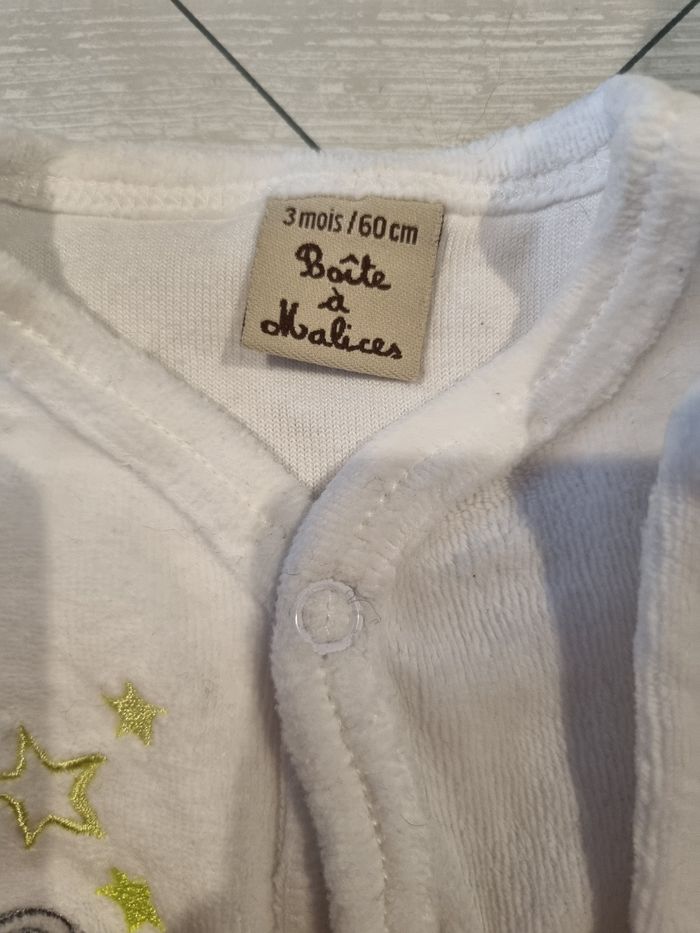 3 mois / 60 cm
Boîte
à
Malices